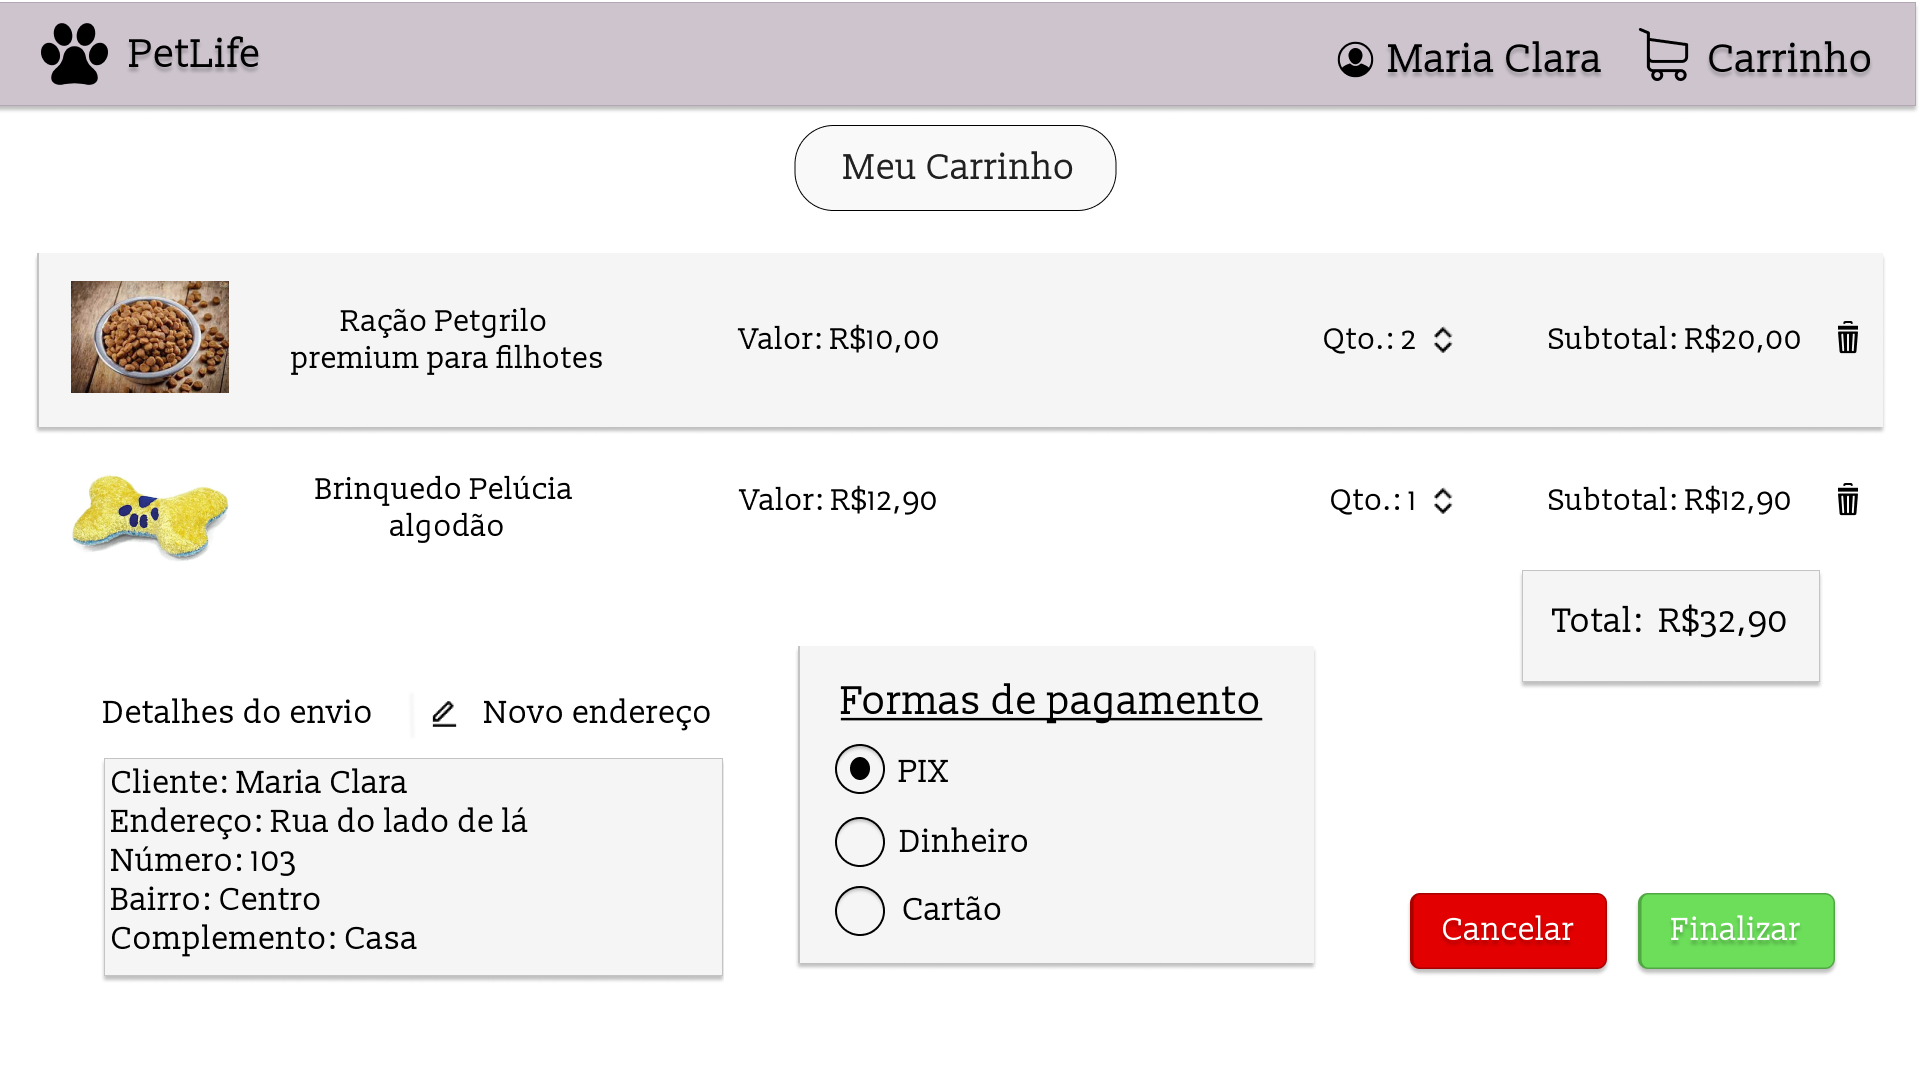 PetLife
Maria Clara
Carrinho
Meu Carrinho
Ração Petgrilo
premium para filhotes
Valor: R$10,00
Qto.: 2
Subtotal: R$20,00
Brinquedo Pelúcia
algodão
Valor: R$12,90
Qto.: 1
Subtotal: R$12,90
Total: R$32,90
Detalhes do envio
Novo endereço
Cliente: Maria Clara
Endereço: Rua do lado de lá
Número: 103
Bairro: Centro
Complemento: Casa
Formas de pagamento
PIX
Dinheiro
Cartão
Cancelar
Finalizar